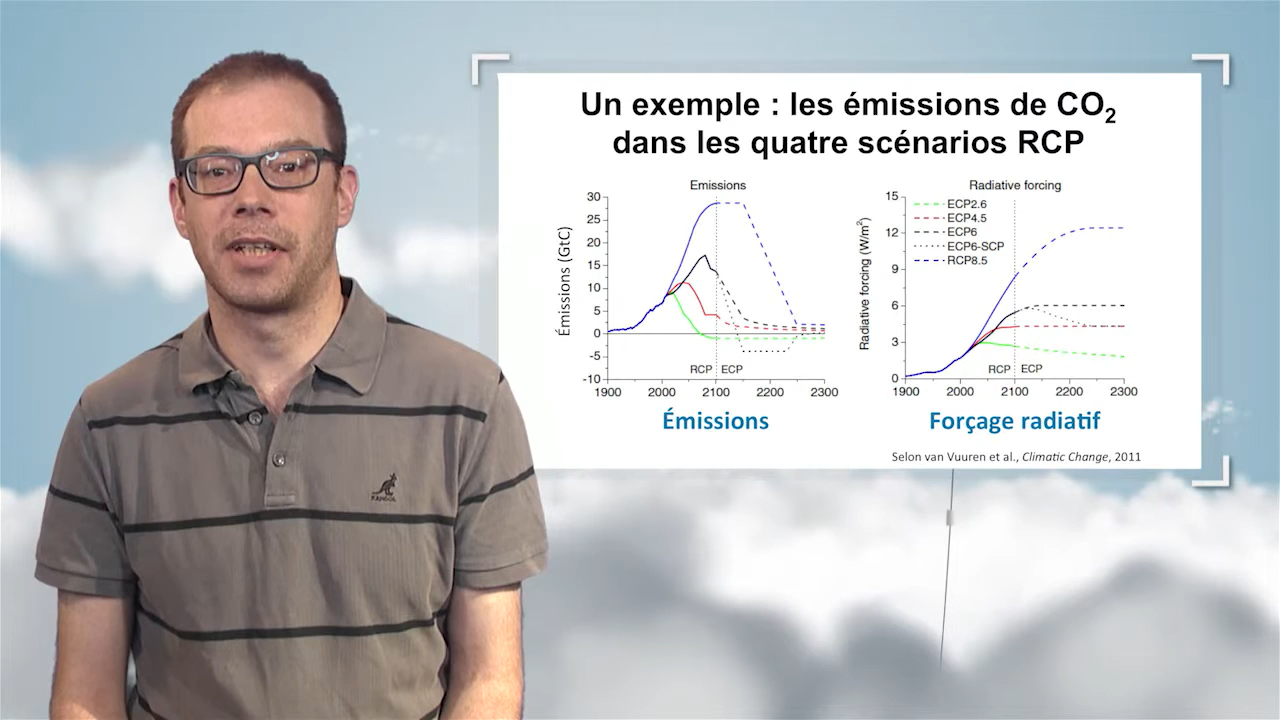 Un exemple : les émissions de CO₂
dans les quatre scénarios RCP
Emissions
30
25
20
15
10
5
0
-5
-10
Émissions (GtC)
RCP
ECP
1900
2000
2100
2200
2300
Émissions
Radiative forcing
15
12
9
6
3
0
Radiative forcing (W/m²)
ECP2.6
ECP4.5
ECP6
ECP6-SCP
RCP8.5
RCP
ECP
1900
2000
2100
2200
2300
Forçage radiatif
Selon van Vuuren et al., Climatic Change, 2011
KANGOL